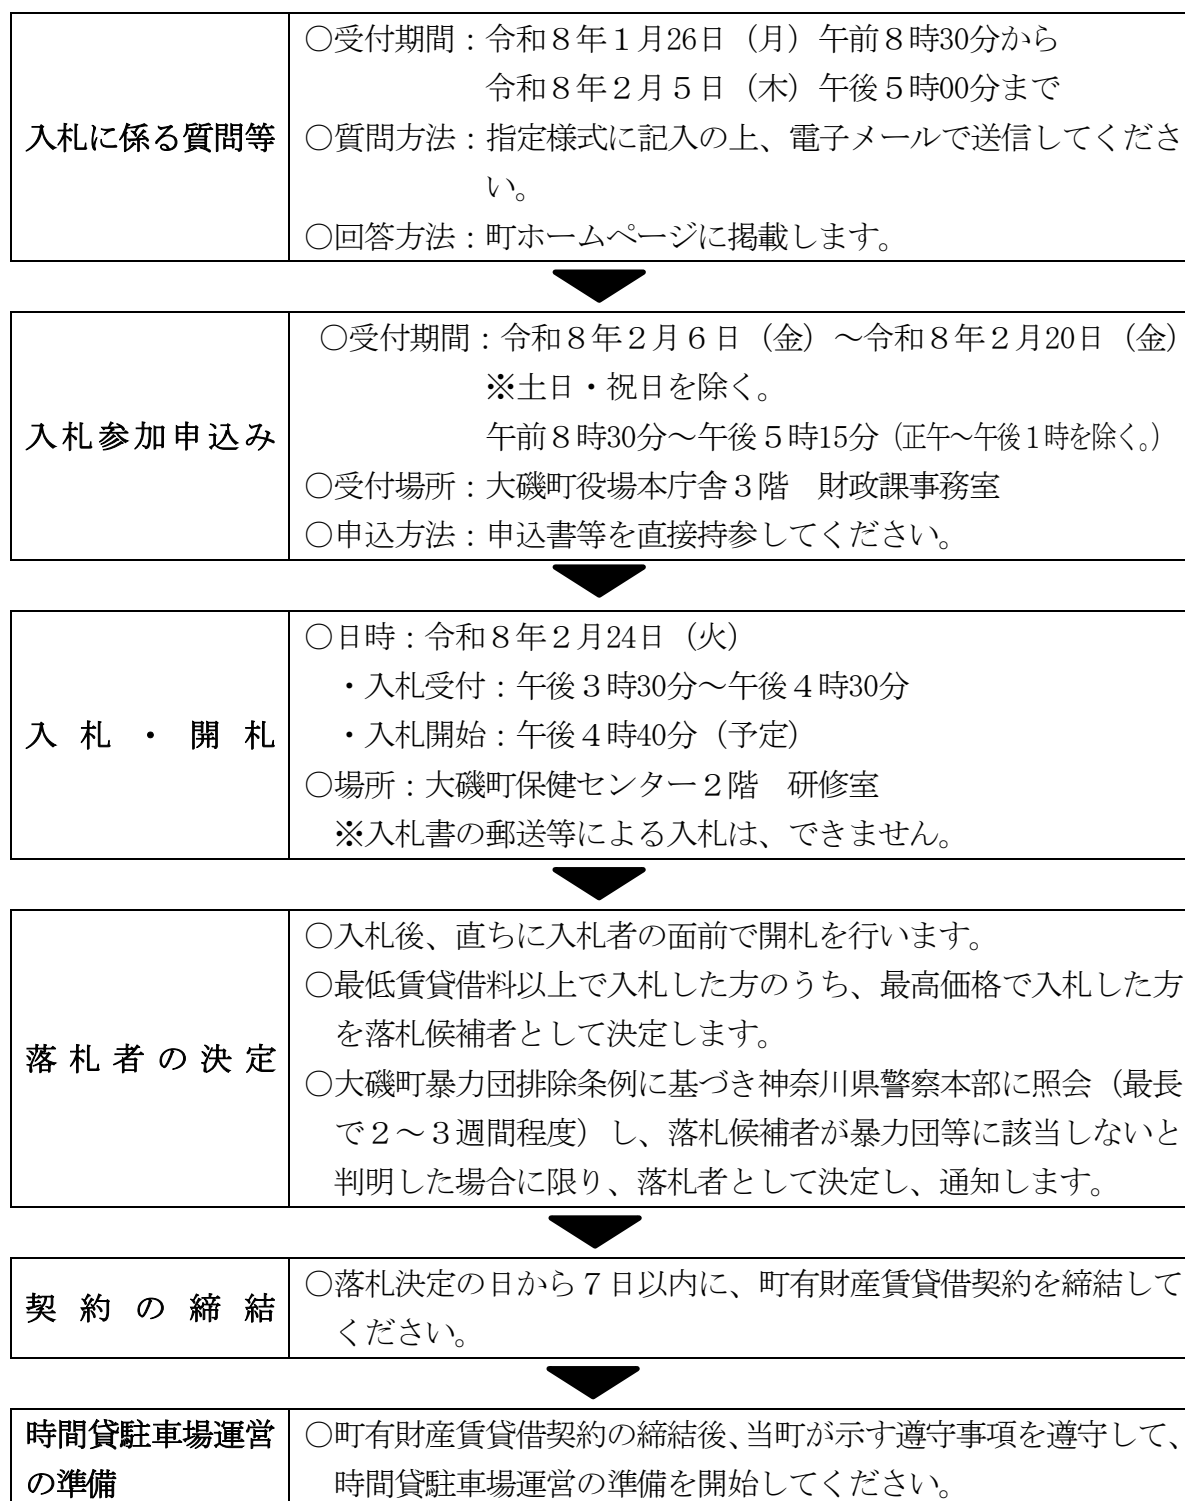 入札に係る質問等
○受付期間：令和８年１月26日（月）午前８時30分から
令和８年２月５日（木）午後５時00分まで
○質問方法：指定様式に記入の上、電子メールで送信してくださ
い。
○回答方法：町ホームページに掲載します。
入札参加申込み
○受付期間：令和８年２月６日（金）～令和８年２月20日（金）
※土日・祝日を除く。
午前８時30分～午後５時15分（正午～午後１時を除く。）
○受付場所：大磯町役場本庁舎３階　財政課事務室
○申込方法：申込書等を直接持参してください。
入札・開札
○日時：令和８年２月24日（火）
・入札受付：午後３時30分～午後４時30分
・入札開始：午後４時40分（予定）
○場所：大磯町保健センター２階　研修室
※入札書の郵送等による入札は、できません。
落札者の決定
○入札後、直ちに入札者の面前で開札を行います。
○最低賃貸借料以上で入札した方のうち、最高価格で入札した方
を落札候補者として決定します。
○大磯町暴力団排除条例に基づき神奈川県警察本部に照会（最長
で２～３週間程度）し、落札候補者が暴力団等に該当しないと
判明した場合に限り、落札者として決定し、通知します。
契約の締結
○落札決定の日から７日以内に、町有財産賃貸借契約を締結して
ください。
時間貸駐車場運営
の準備
○町有財産賃貸借契約の締結後、当町が示す遵守事項を遵守して、
時間貸駐車場運営の準備を開始してください。